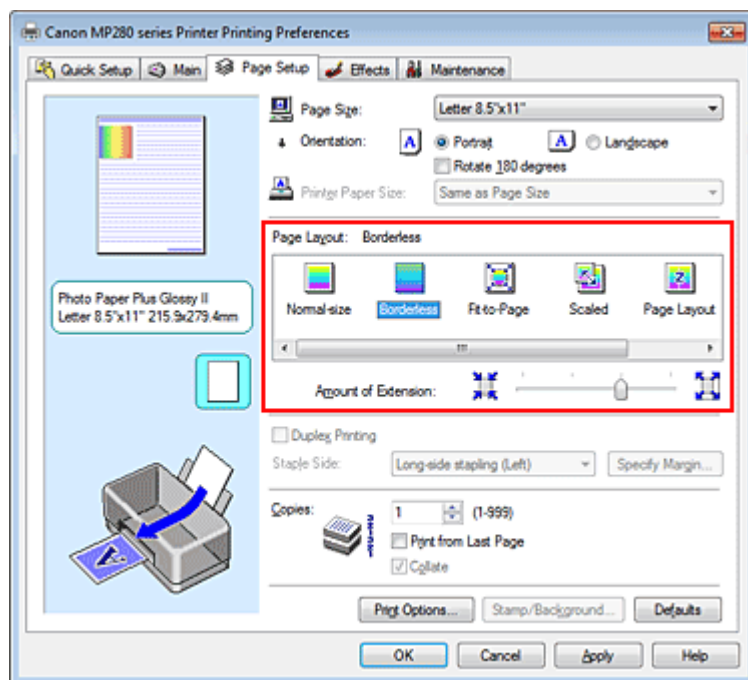 Canon MP280 series Printer Printing Preferences
Quick Setup Main Page Setup Effects Maintenance
Page Size: Letter 8.5"x11"
Orientation: A Portrait A Landscape
Rotate 180 degrees
Printer Paper Size: Same as Page Size
Page Layout: Borderless
Normal-size Borderless Fit-to-Page Scaled Page Layout
Photo Paper Plus Glossy II
Letter 8.5"x11" 215.9x279.4mm
Amount of Extension:
Duplex Printing
Staple Side: Long-side stapling (Left) Specify Margin...
Copies: 1 (1-999)
Print from Last Page
Collate
Print Options... Stamp/Background... Defaults
OK Cancel Apply Help